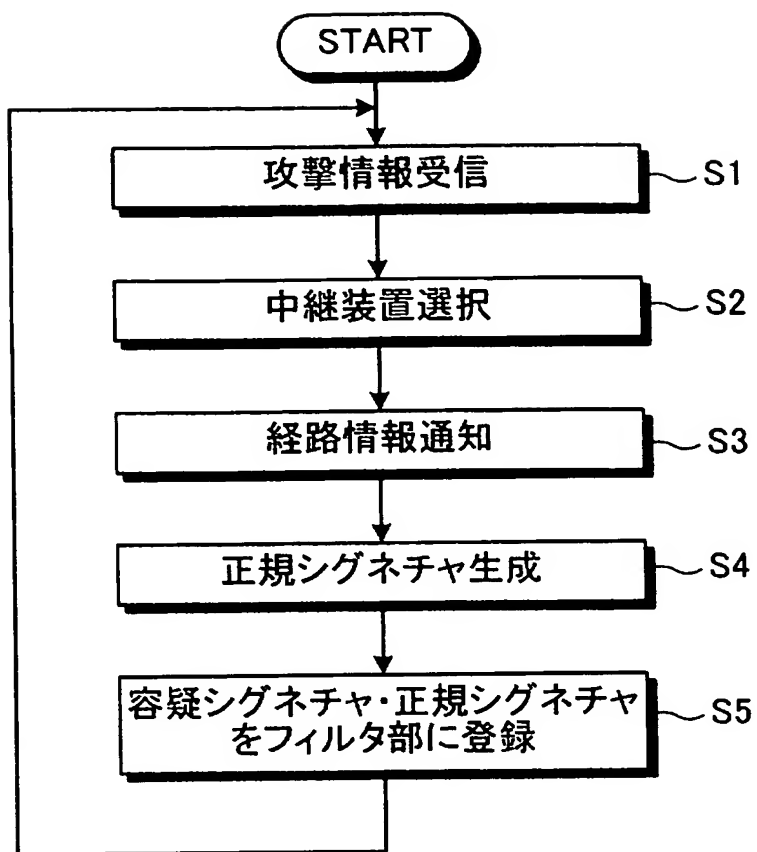 START
攻撃情報受信
S1
中継装置選択
S2
経路情報通知
S3
正規シグネチャ生成
S4
容疑シグネチャ・正規シグネチャ
をフィルタ部に登録
S5